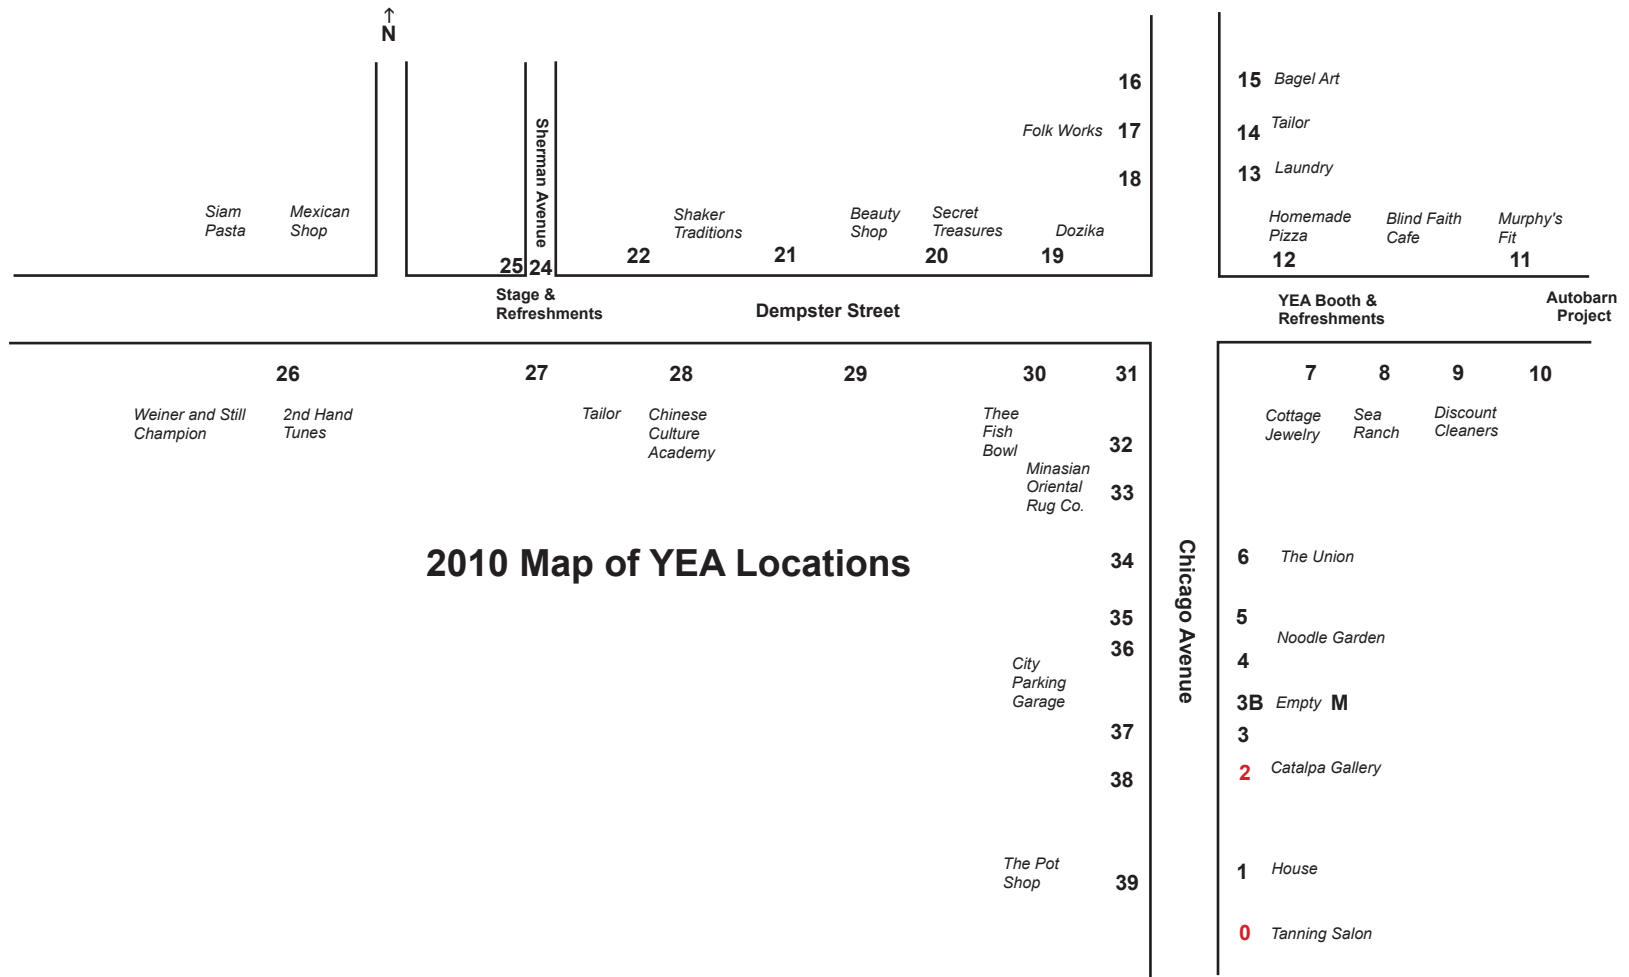 ↑
N
16
15 Bagel Art
Folk Works 17
14 Tailor
18
13 Laundry
Sherman Avenue
Siam
Pasta
Mexican
Shop
Shaker
Traditions
Beauty
Shop
Secret
Treasures
Dozika
Homemade
Pizza
Blind Faith
Cafe
Murphy's
Fit
25 24
22
21
20
19
12
11
Stage &
Refreshments
Dempster Street
YEA Booth &
Refreshments
Autobarn
Project
26
27
28
29
30
31
7
8
9
10
Weiner and Still
Champion
2nd Hand
Tunes
Tailor
Chinese
Culture
Academy
Thee
Fish
Bowl
Cottage
Jewelry
Sea
Ranch
Discount
Cleaners
32
Minasian
Oriental
Rug Co.
33
2010 Map of YEA Locations
34
Chicago Avenue
6 The Union
35
5
Noodle Garden
36
4
City
Parking
Garage
3B Empty M
37
3
38
2 Catalpa Gallery
The Pot
Shop
39
1 House
0 Tanning Salon